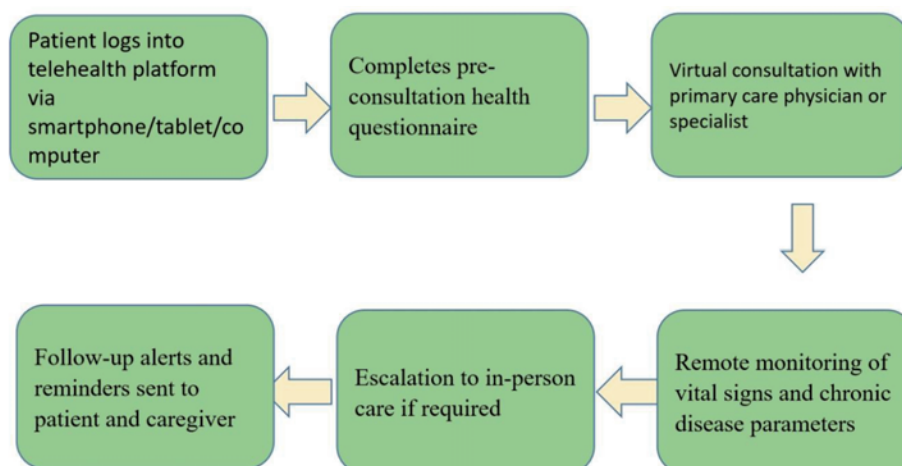 Patient logs into
telehealth platform
via
smartphone/tablet/co
mputer
Completes pre-
consultation health
questionnaire
Virtual consultation with
primary care physician or
specialist
Remote monitoring of
vital signs and chronic
disease parameters
Escalation to in-person
care if required
Follow-up alerts and
reminders sent to
patient and caregiver